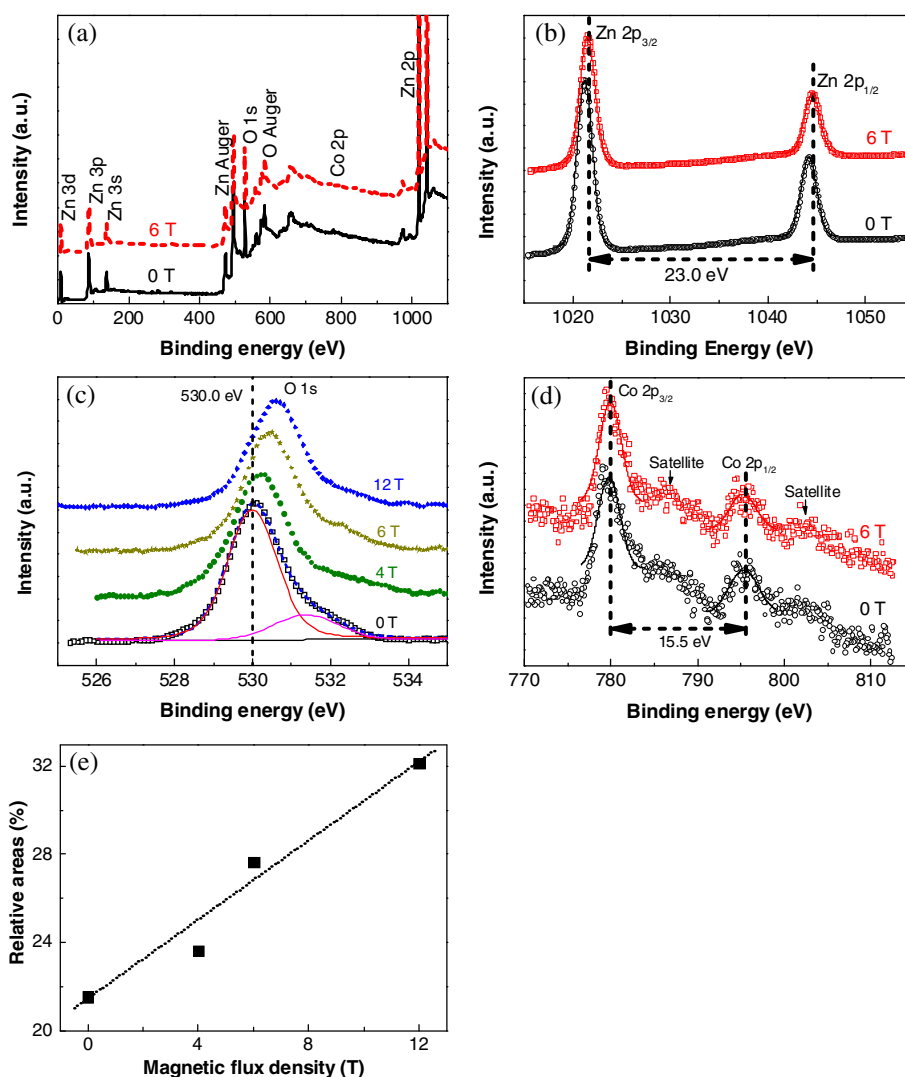 (a)
Intensity (a.u.)
Zn 3d
Zn 3p
Zn 3s
Zn Auger
O 1s
O Auger
Co 2p
Zn 2p
6 T
0 T
0 200 400 600 800 1000
Binding energy (eV)
(b)
Intensity (a.u.)
Zn 2p3/2
Zn 2p1/2
6 T
0 T
23.0 eV
1020 1030 1040 1050
Binding Energy (eV)
(c)
Intensity (a.u.)
530.0 eV
O 1s
12 T
6 T
4 T
0 T
526 528 530 532 534
Binding energy (eV)
(d)
Intensity (a.u.)
Co 2p3/2
Satellite
Co 2p1/2
Satellite
6 T
0 T
15.5 eV
770 780 790 800 810
Binding energy (eV)
(e)
Relative areas (%)
32
28
24
20
0 4 8 12
Magnetic flux density (T)